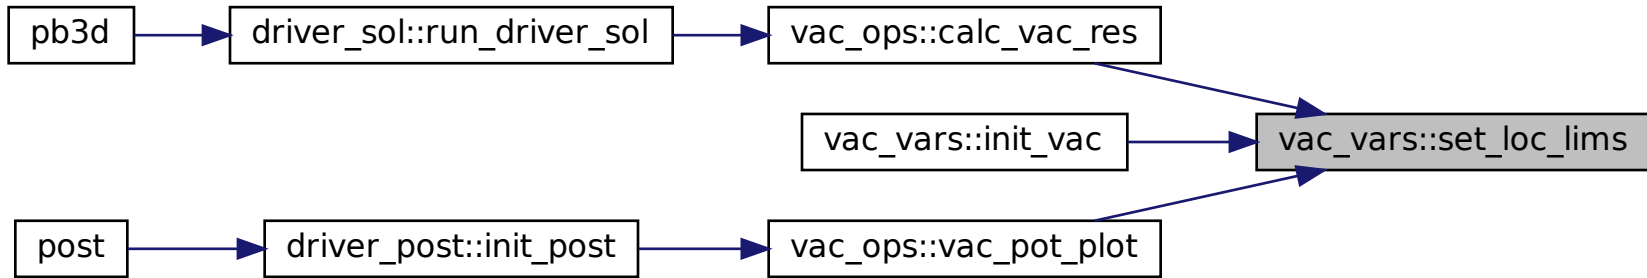 pb3d
driver_sol::run_driver_sol
vac_ops::calc_vac_res
vac_vars::init_vac
vac_vars::set_loc_lims
post
driver_post::init_post
vac_ops::vac_pot_plot